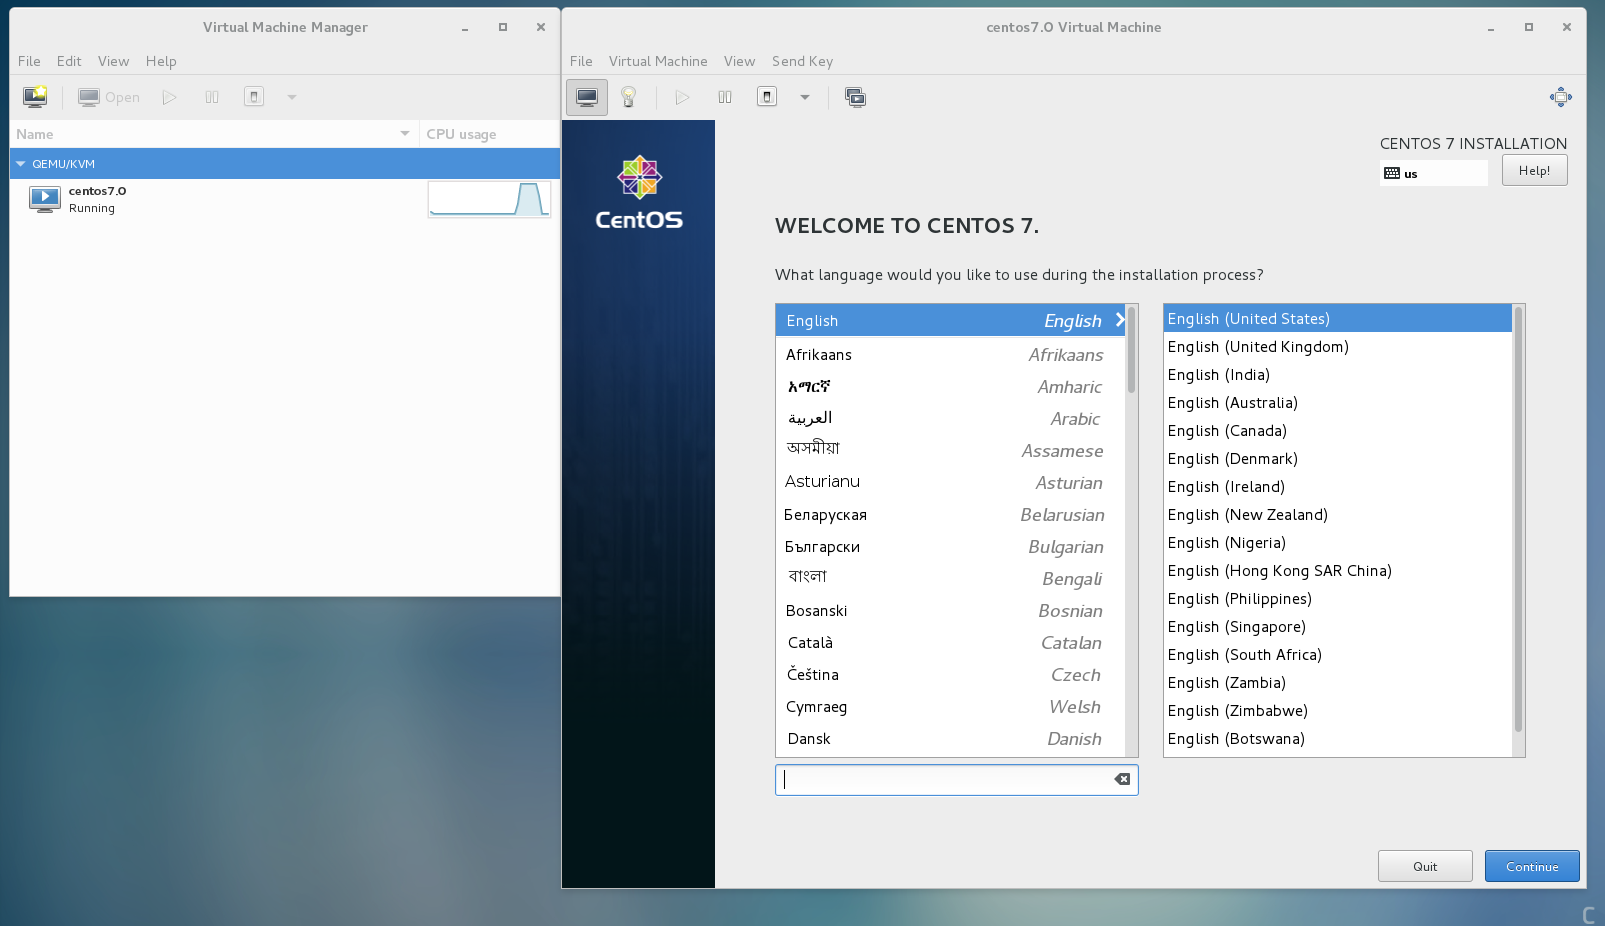 Virtual Machine Manager
File Edit View Help
Open
Name CPU usage
QEMU/KVM
centos7.0
Running
centos7.0 Virtual Machine
File Virtual Machine View Send Key
CentOS
CENTOS 7 INSTALLATION
us Help!
WELCOME TO CENTOS 7.
What language would you like to use during the installation process?
English English
Afrikaans Afrikaans
አማርኛ Amharic
العربية Arabic
অসমীয়া Assamese
Asturianu Asturian
Беларуская Belarusian
Български Bulgarian
বাংলা Bengali
Bosanski Bosnian
Català Catalan
Čeština Czech
Cymraeg Welsh
Dansk Danish
English (United States)
English (United Kingdom)
English (India)
English (Australia)
English (Canada)
English (Denmark)
English (Ireland)
English (New Zealand)
English (Nigeria)
English (Hong Kong SAR China)
English (Philippines)
English (Singapore)
English (South Africa)
English (Zambia)
English (Zimbabwe)
English (Botswana)
Quit Continue
C